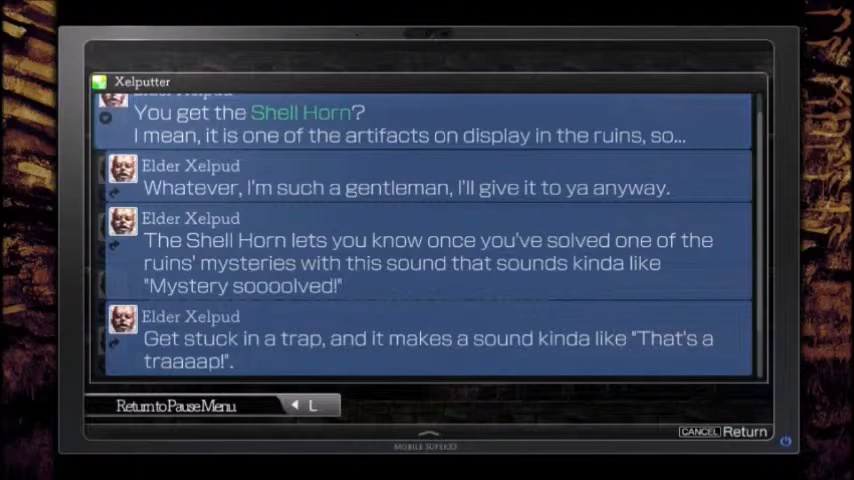 Xelputter
Elder Xelpud
You get the Shell Horn?
I mean, it is one of the artifacts on display in the ruins, so...
Elder Xelpud
Whatever, I'm such a gentleman, I'll give it to ya anyway.
Elder Xelpud
The Shell Horn lets you know once you've solved one of the
ruins' mysteries with this sound that sounds kinda like
"Mystery soooolved!"
Elder Xelpud
Get stuck in a trap, and it makes a sound kinda like "That's a
traaaap!".
Return to Pause Menu
L
CANCEL Return